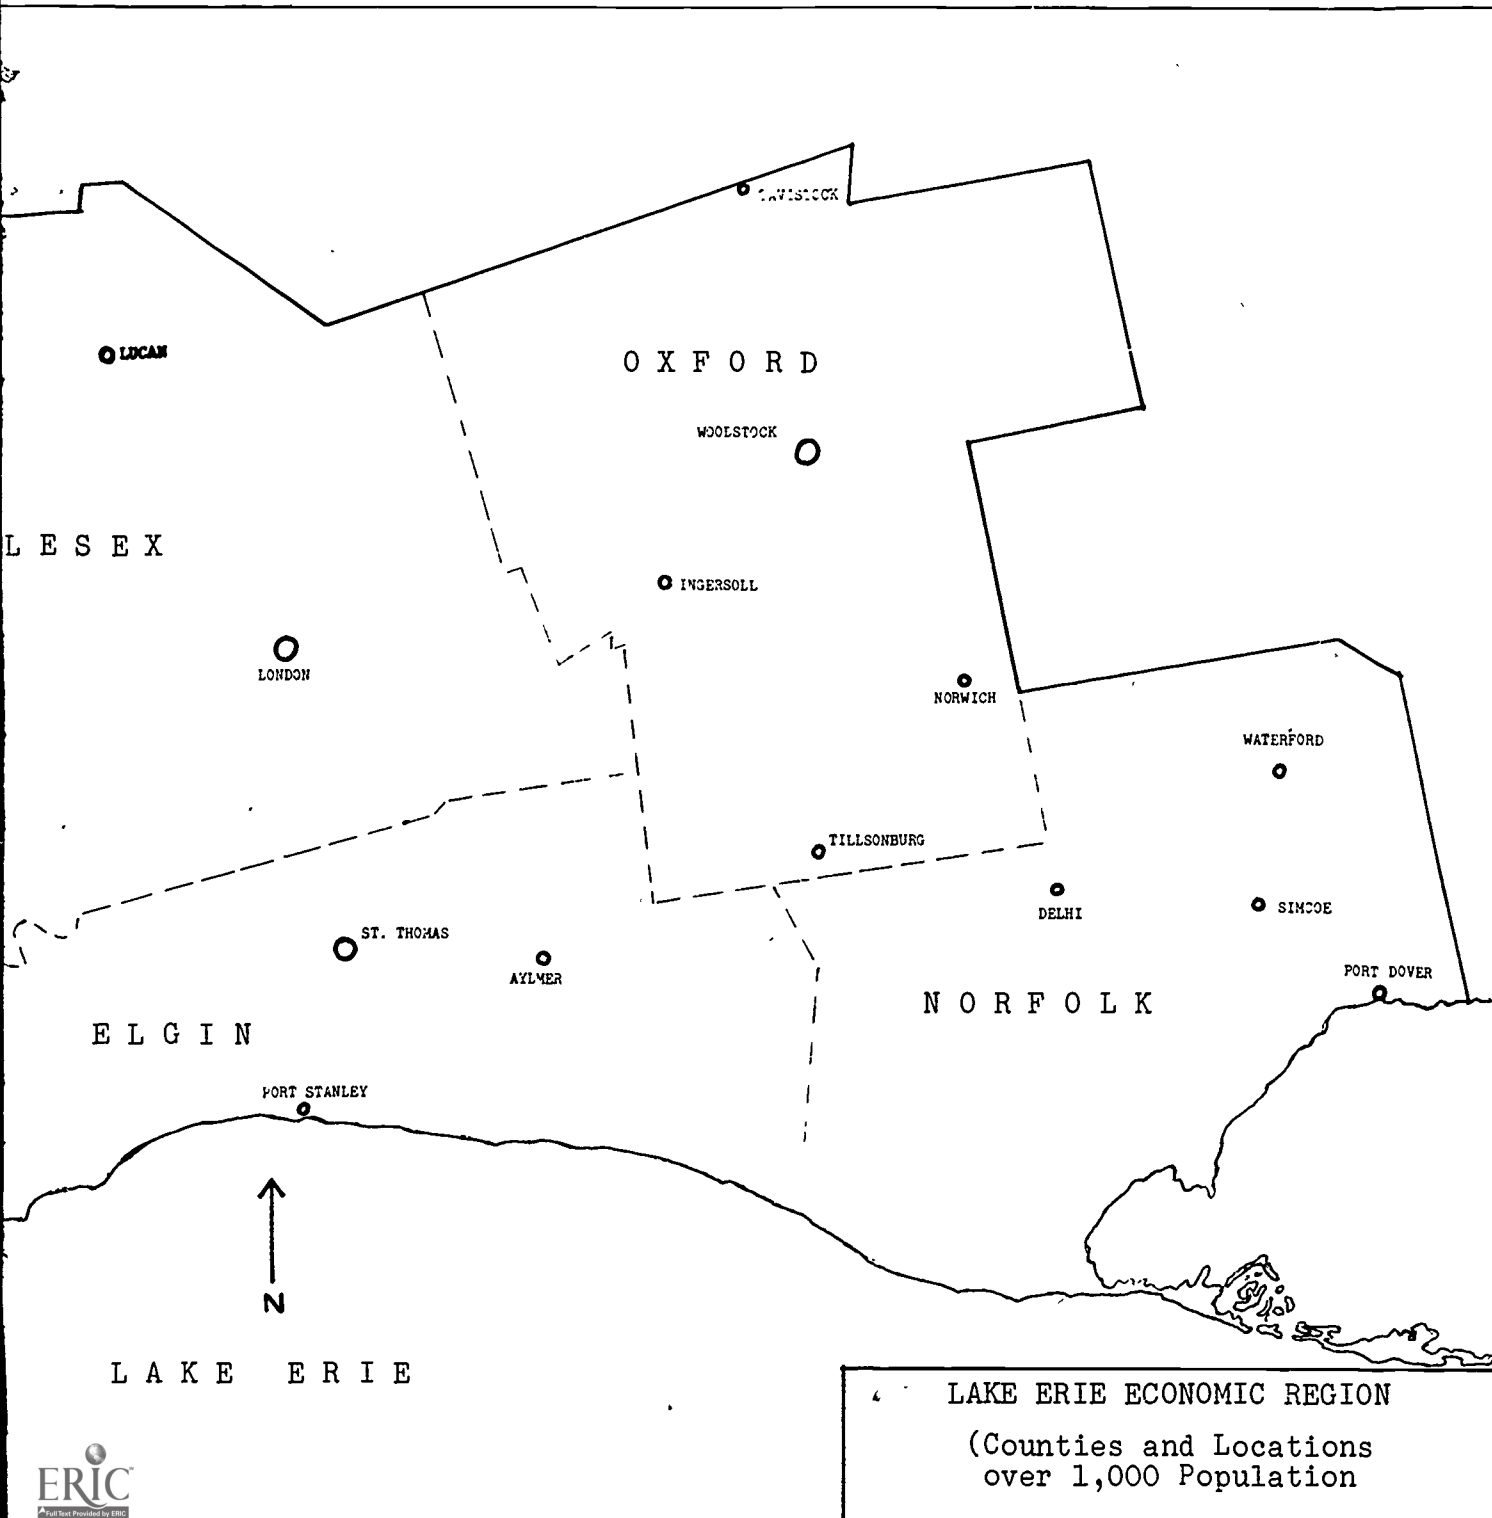 TAVISTOCK
LUCAN
OXFORD
WOOLSTOCK
LESEX
INGERSOLL
LONDON
NORWICH
WATERFORD
TILLSONBURG
DELHI
SIMCOE
ST. THOMAS
AYLMER
PORT DOVER
NORFOLK
ELGIN
PORT STANLEY
N
LAKE ERIE
LAKE ERIE ECONOMIC REGION
(Counties and Locations
over 1,000 Population
ERIC
Full Text Provided by ERIC